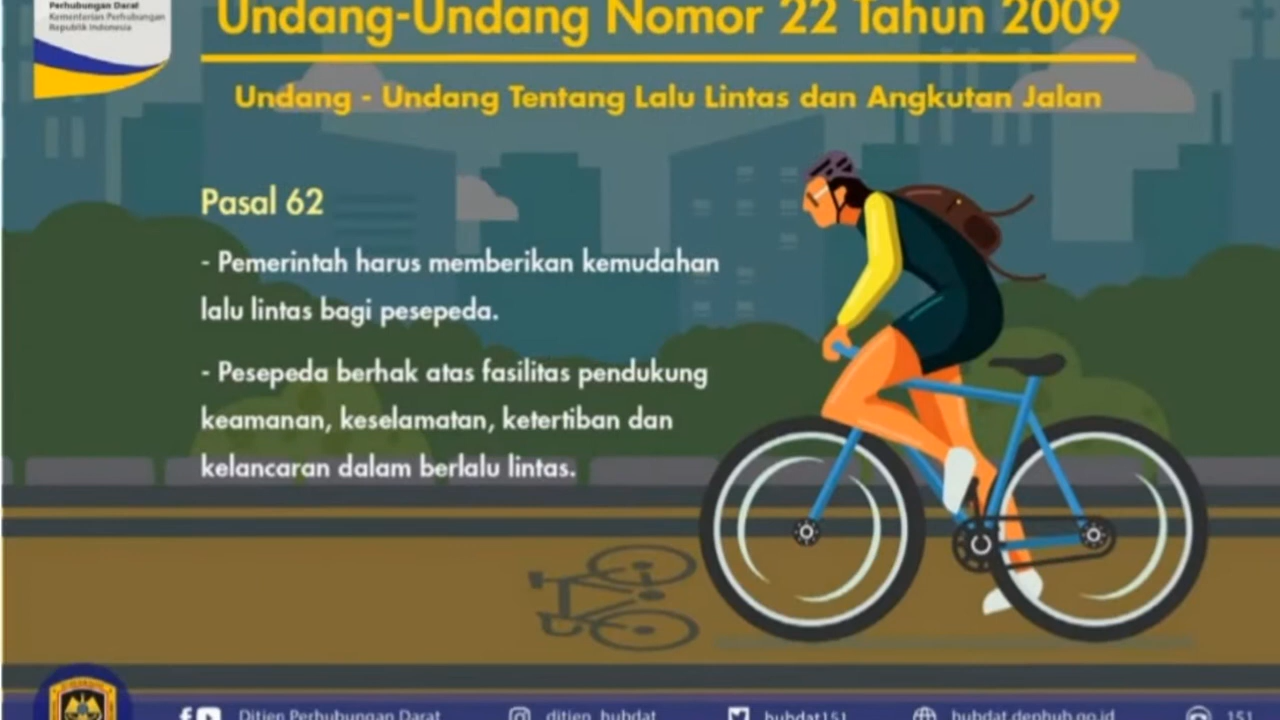 Perhubungan Darat
Kementerian Perhubungan
Republik Indonesia
Undang-Undang Nomor 22 Tahun 2009
Undang - Undang Tentang Lalu Lintas dan Angkutan Jalan
Pasal 62
- Pemerintah harus memberikan kemudahan
lalu lintas bagi pesepeda.
- Pesepeda berhak atas fasilitas pendukung
keamanan, keselamatan, ketertiban dan
kelancaran dalam berlalu lintas.
Ditjen Perhubungan Darat ditjen_hubdat hubdat151 hubdat.dephub.go.id 151